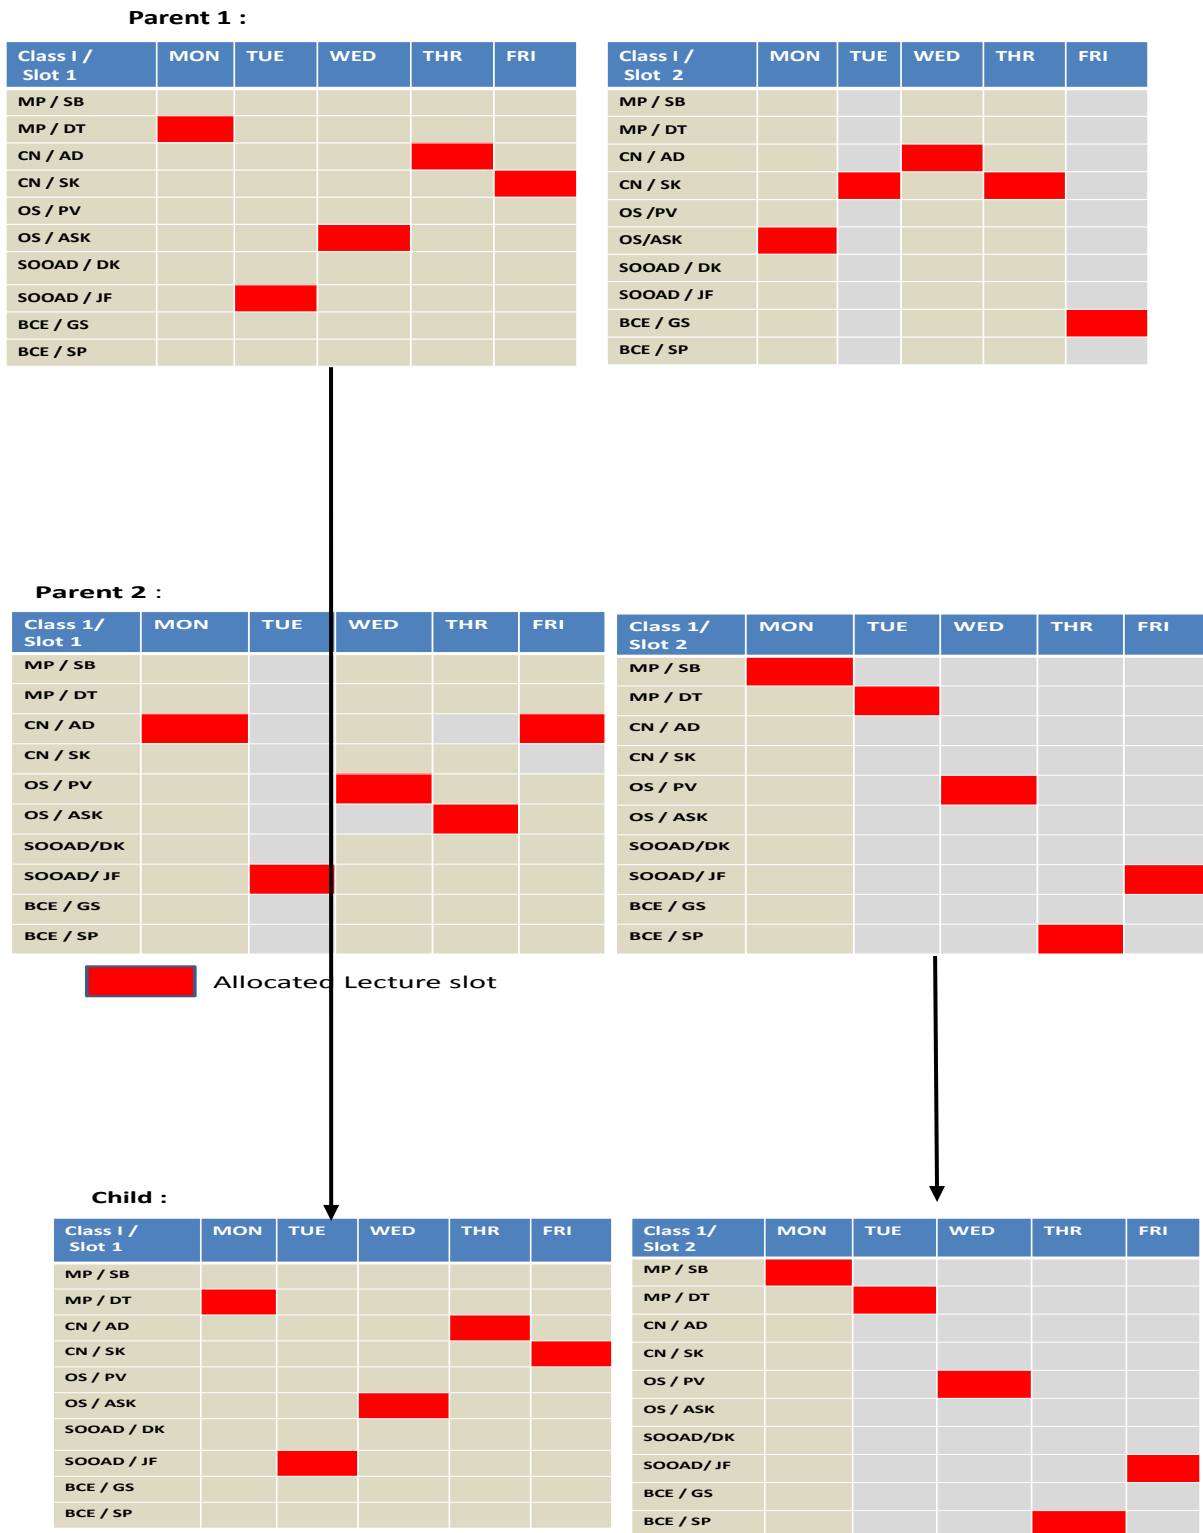 Parent 1 :
Class I / MON TUE WED THR FRI
Slot 1
MP / SB
MP / DT
CN / AD
CN / SK
OS / PV
OS / ASK
SOOAD / DK
SOOAD / JF
BCE / GS
BCE / SP
Class I / MON TUE WED THR FRI
Slot 2
MP / SB
MP / DT
CN / AD
CN / SK
OS /PV
OS/ASK
SOOAD / DK
SOOAD / JF
BCE / GS
BCE / SP
Parent 2 :
Class 1/ MON TUE WED THR FRI
Slot 1
MP / SB
MP / DT
CN / AD
CN / SK
OS / PV
OS / ASK
SOOAD/DK
SOOAD/ JF
BCE / GS
BCE / SP
Class 1/ MON TUE WED THR FRI
Slot 2
MP / SB
MP / DT
CN / AD
CN / SK
OS / PV
OS / ASK
SOOAD/DK
SOOAD/ JF
BCE / GS
BCE / SP
Allocated Lecture slot
Child :
Class I / MON TUE WED THR FRI
Slot 1
MP / SB
MP / DT
CN / AD
CN / SK
OS / PV
OS / ASK
SOOAD / DK
SOOAD / JF
BCE / GS
BCE / SP
Class 1/ MON TUE WED THR FRI
Slot 2
MP / SB
MP / DT
CN / AD
CN / SK
OS / PV
OS / ASK
SOOAD/DK
SOOAD/ JF
BCE / GS
BCE / SP